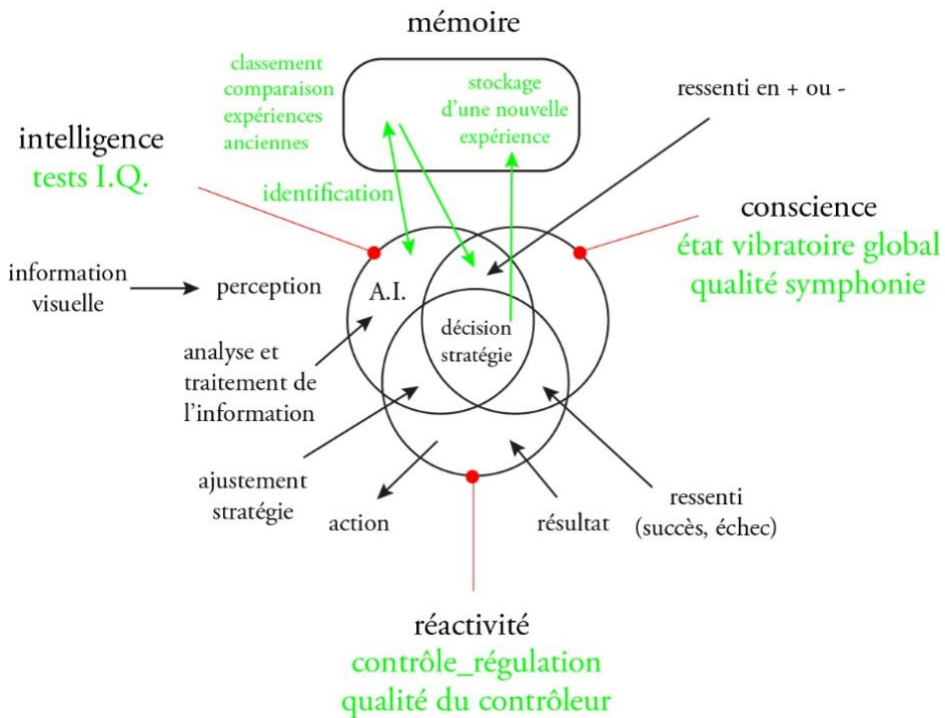 mémoire
classement
comparaison
expériences
anciennes
stockage
d'une nouvelle
expérience
ressenti en + ou -
intelligence
tests I.Q.
identification
conscience
état vibratoire global
qualité symphonie
information
visuelle
perception
A.I.
décision
stratégie
analyse et
traitement de
l'information
ajustement
stratégie
action
résultat
ressenti
(succès, échec)
réactivité
contrôle_régulation
qualité du contrôleur